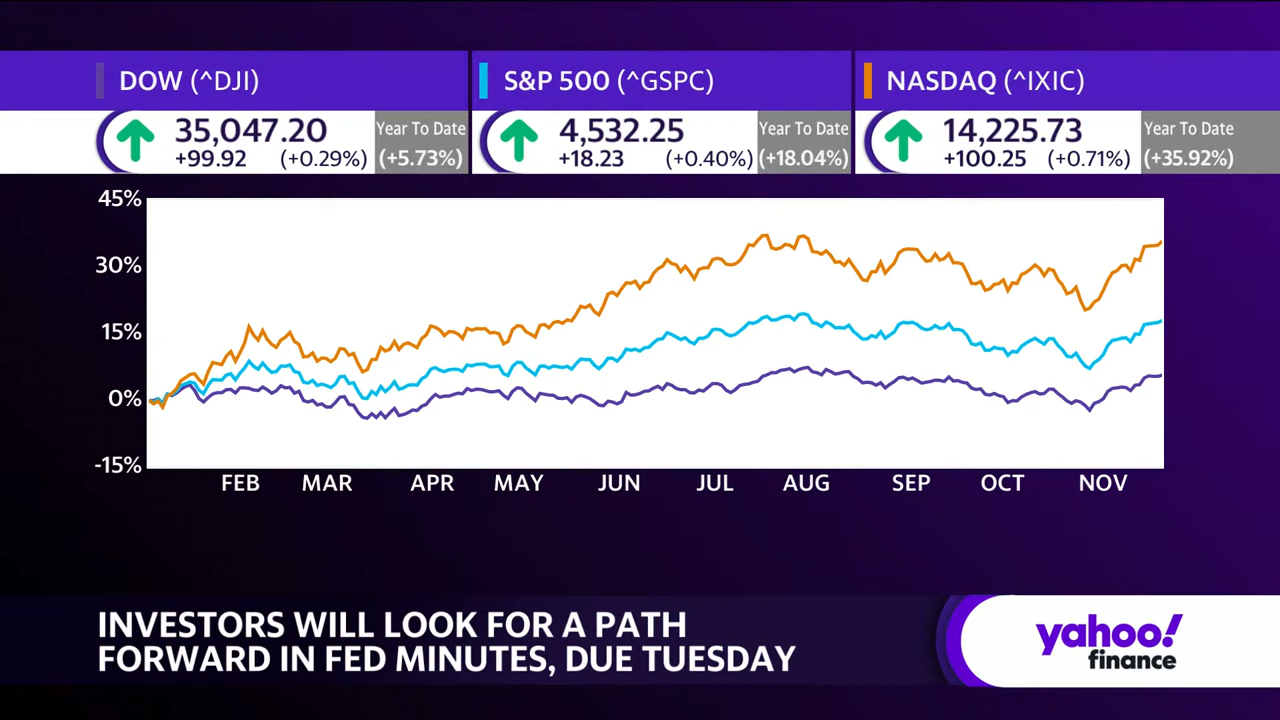 DOW (^DJI)
35,047.20
+99.92 (+0.29%)
Year To Date
(+5.73%)
S&P 500 (^GSPC)
4,532.25
+18.23 (+0.40%)
Year To Date
(+18.04%)
NASDAQ (^IXIC)
14,225.73
+100.25 (+0.71%)
Year To Date
(+35.92%)
45%
30%
15%
0%
-15%
FEB MAR APR MAY JUN JUL AUG SEP OCT NOV
INVESTORS WILL LOOK FOR A PATH
FORWARD IN FED MINUTES, DUE TUESDAY
yahoo!
finance